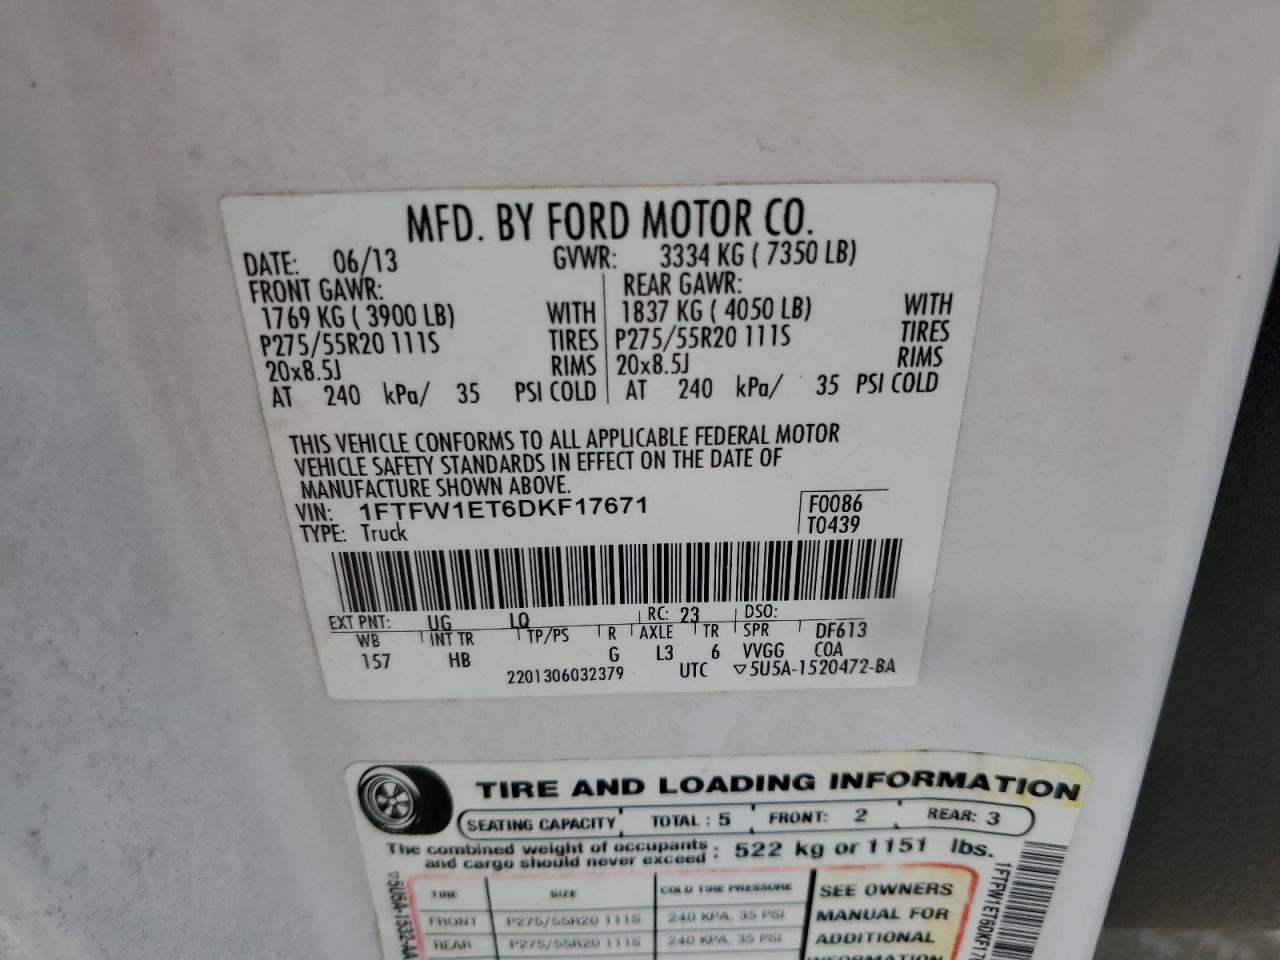 MFD. BY FORD MOTOR CO.
DATE: 06/13 GVWR: 3334 KG ( 7350 LB)
FRONT GAWR: REAR GAWR:
1769 KG ( 3900 LB) WITH 1837 KG ( 4050 LB) WITH
P275/55R20 111S TIRES P275/55R20 111S TIRES
20x8.5J RIMS 20x8.5J RIMS
AT 240 kPa/ 35 PSI COLD AT 240 kPa/ 35 PSI COLD
THIS VEHICLE CONFORMS TO ALL APPLICABLE FEDERAL MOTOR
VEHICLE SAFETY STANDARDS IN EFFECT ON THE DATE OF
MANUFACTURE SHOWN ABOVE.
VIN: 1FTFW1ET6DKF17671 F0086
TYPE: Truck T0439
EXT PNT: UG LQ RC: 23 DSO:
WB INT TR TP/PS R AXLE TR SPR DF613
157 HB G L3 6 VVGG COA
2201306032379 UTC ▽5U5A-1520472-BA
TIRE AND LOADING INFORMATION
SEATING CAPACITY TOTAL : 5 FRONT: 2 REAR: 3
The combined weight of occupants
and cargo should never exceed : 522 kg or 1151 lbs.
TIRE SIZE COLD TIRE PRESSURE SEE OWNERS
FRONT P275/55R20 111S 240 KPA, 35 PSI MANUAL FOR
REAR P275/55R20 111S 240 KPA, 35 PSI ADDITIONAL
INFORMATION
▽5U5A-1532-AA
1FTFW1ET6DKF17